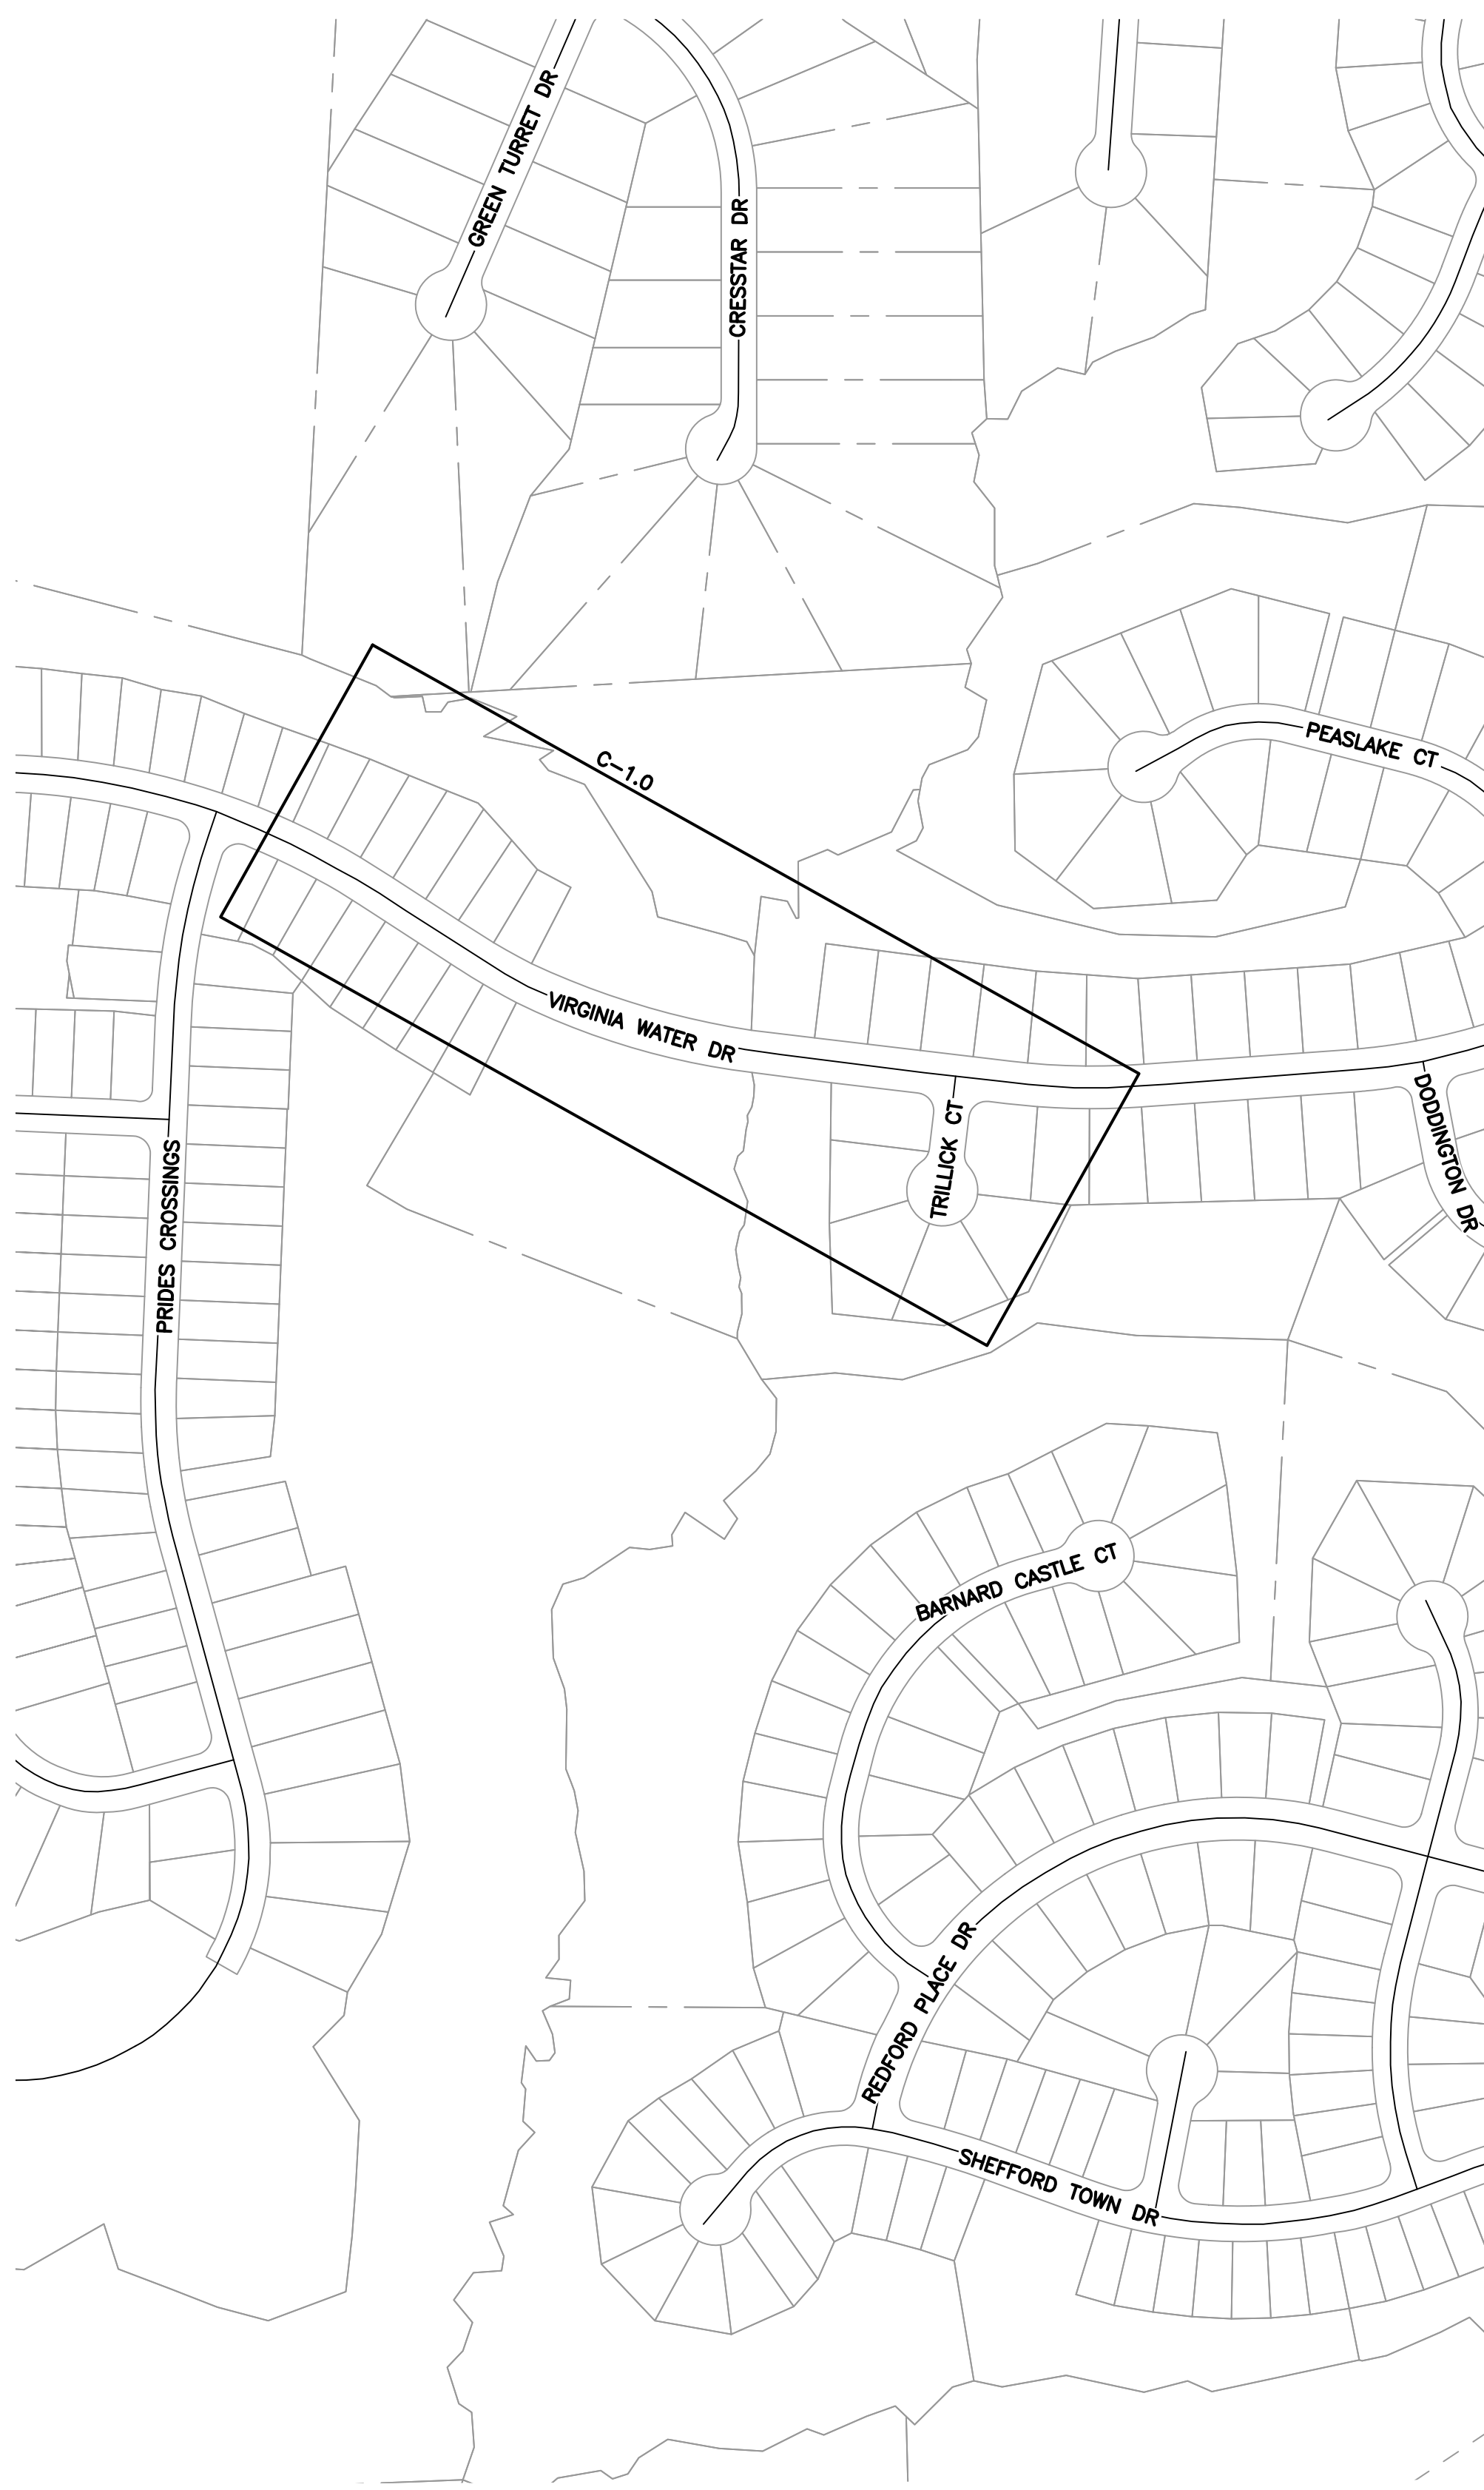 GREEN TURRET DR
CRESSTAR DR
PEASLAKE CT
C-1.0
VIRGINIA WATER DR
TRILLICK CT
DODDINGTON DR
PRIDES CROSSINGS
BARNARD CASTLE CT
REDFORD PLACE DR
SHEFFORD TOWN DR